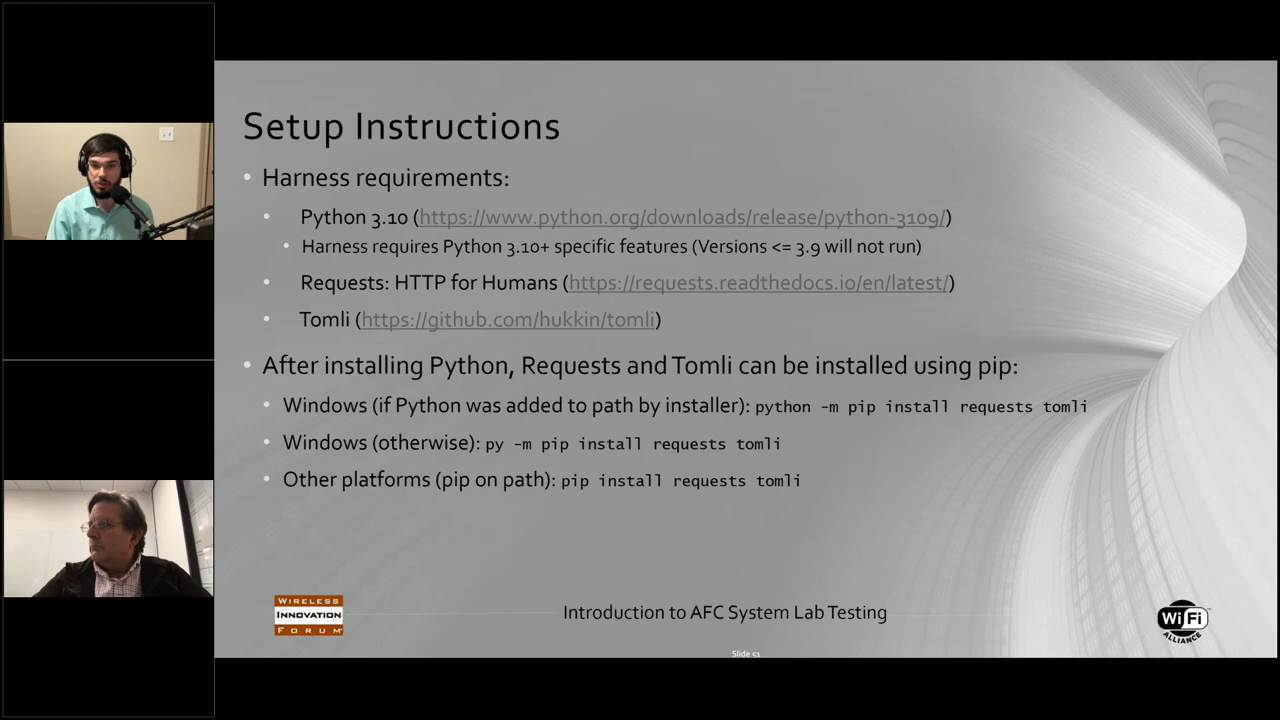 Setup Instructions
• Harness requirements:
• Python 3.10 (https://www.python.org/downloads/release/python-3109/)
• Harness requires Python 3.10+ specific features (Versions <= 3.9 will not run)
• Requests: HTTP for Humans (https://requests.readthedocs.io/en/latest/)
• Tomli (https://github.com/hukkin/tomli)
• After installing Python, Requests and Tomli can be installed using pip:
• Windows (if Python was added to path by installer): python -m pip install requests tomli
• Windows (otherwise): py -m pip install requests tomli
• Other platforms (pip on path): pip install requests tomli
WIRELESS
INNOVATION
FORUM
Introduction to AFC System Lab Testing
Wi Fi
ALLIANCE
Slide 51